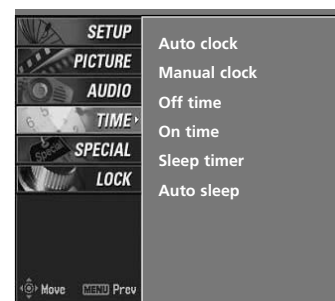 SETUP
PICTURE
AUDIO
TIME
SPECIAL
LOCK
Move MENU Prev
Auto clock
Manual clock
Off time
On time
Sleep timer
Auto sleep